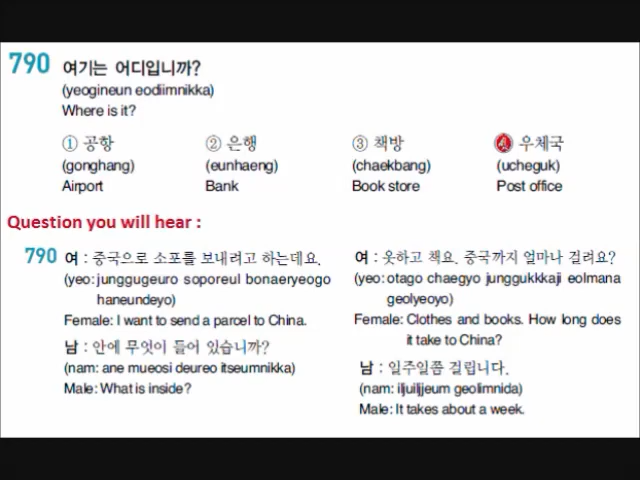 790 여기는 어디입니까?
(yeogineun eodiimnikka)
Where is it?
① 공항 ② 은행 ③ 책방 ④ 우체국
(gonghang) (eunhaeng) (chaekbang) (ucheguk)
Airport Bank Book store Post office
Question you will hear :
790 여 : 중국으로 소포를 보내려고 하는데요.
(yeo: junggugeuro soporeul bonaeryeogo
haneundeyo)
Female: I want to send a parcel to China.
남 : 안에 무엇이 들어 있습니까?
(nam: ane mueosi deureo itseumnikka)
Male: What is inside?
여 : 옷하고 책요. 중국까지 얼마나 걸려요?
(yeo: otago chaegyo junggukkkaji eolmana
geolyeoyo)
Female: Clothes and books. How long does
it take to China?
남 : 일주일쯤 걸립니다.
(nam: iljuiljjeum geolimnida)
Male: It takes about a week.